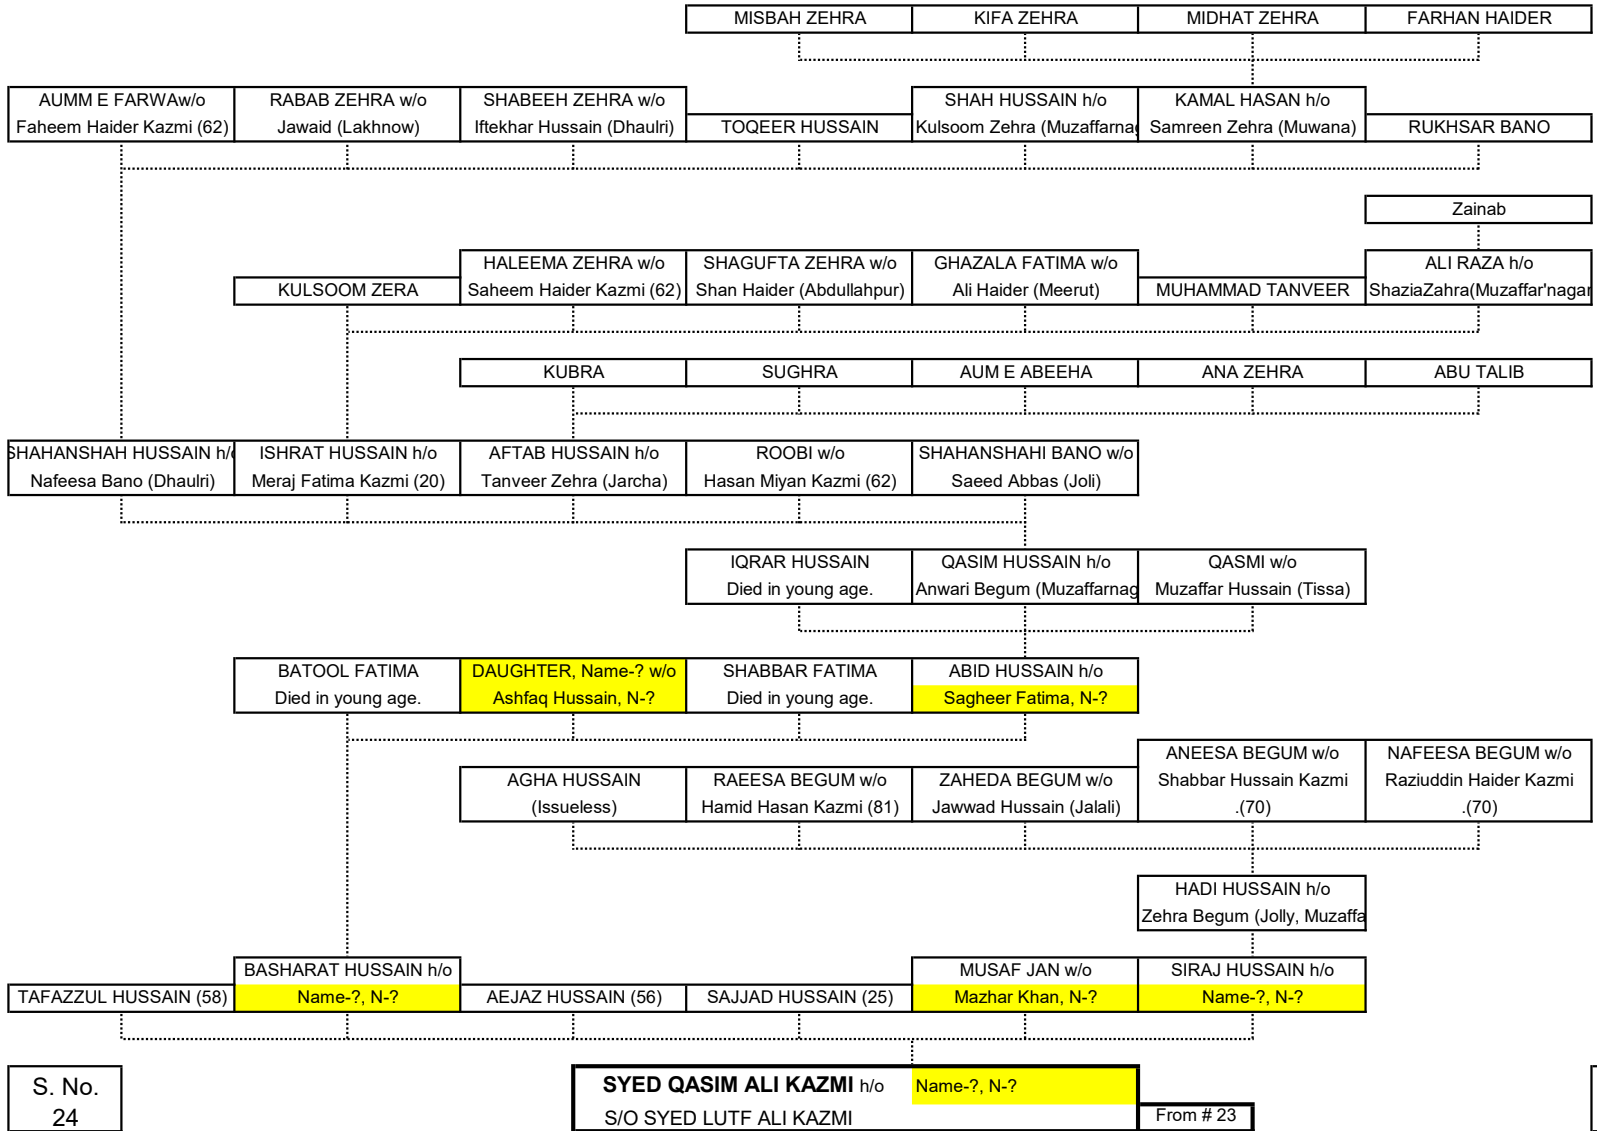 MISBAH ZEHRA
KIFA ZEHRA
MIDHAT ZEHRA
FARHAN HAIDER
AUMM E FARWAw/o
Faheem Haider Kazmi (62)
RABAB ZEHRA w/o
Jawaid (Lakhnow)
SHABEEH ZEHRA w/o
Iftekhar Hussain (Dhaulri)
TOQEER HUSSAIN
SHAH HUSSAIN h/o
Kulsoom Zehra (Muzaffarnag
KAMAL HASAN h/o
Samreen Zehra (Muwana)
RUKHSAR BANO
Zainab
KULSOOM ZERA
HALEEMA ZEHRA w/o
Saheem Haider Kazmi (62)
SHAGUFTA ZEHRA w/o
Shan Haider (Abdullahpur)
GHAZALA FATIMA w/o
Ali Haider (Meerut)
MUHAMMAD TANVEER
ALI RAZA h/o
ShaziaZahra(Muzaffar'nagar
KUBRA
SUGHRA
AUM E ABEEHA
ANA ZEHRA
ABU TALIB
SHAHANSHAH HUSSAIN h/o
Nafeesa Bano (Dhaulri)
ISHRAT HUSSAIN h/o
Meraj Fatima Kazmi (20)
AFTAB HUSSAIN h/o
Tanveer Zehra (Jarcha)
ROOBI w/o
Hasan Miyan Kazmi (62)
SHAHANSHAHI BANO w/o
Saeed Abbas (Joli)
IQRAR HUSSAIN
Died in young age.
QASIM HUSSAIN h/o
Anwari Begum (Muzaffarnag
QASMI w/o
Muzaffar Hussain (Tissa)
BATOOL FATIMA
Died in young age.
DAUGHTER, Name-? w/o
Ashfaq Hussain, N-?
SHABBAR FATIMA
Died in young age.
ABID HUSSAIN h/o
Sagheer Fatima, N-?
AGHA HUSSAIN
(Issueless)
RAEESA BEGUM w/o
Hamid Hasan Kazmi (81)
ZAHEDA BEGUM w/o
Jawwad Hussain (Jalali)
ANEESA BEGUM w/o
Shabbar Hussain Kazmi
.(70)
NAFEESA BEGUM w/o
Raziuddin Haider Kazmi
.(70)
HADI HUSSAIN h/o
Zehra Begum (Jolly, Muzaffa
TAFAZZUL HUSSAIN (58)
BASHARAT HUSSAIN h/o
Name-?, N-?
AEJAZ HUSSAIN (56)
SAJJAD HUSSAIN (25)
MUSAF JAN w/o
Mazhar Khan, N-?
SIRAJ HUSSAIN h/o
Name-?, N-?
S. No.
24
SYED QASIM ALI KAZMI h/o Name-?, N-?
S/O SYED LUTF ALI KAZMI
From # 23